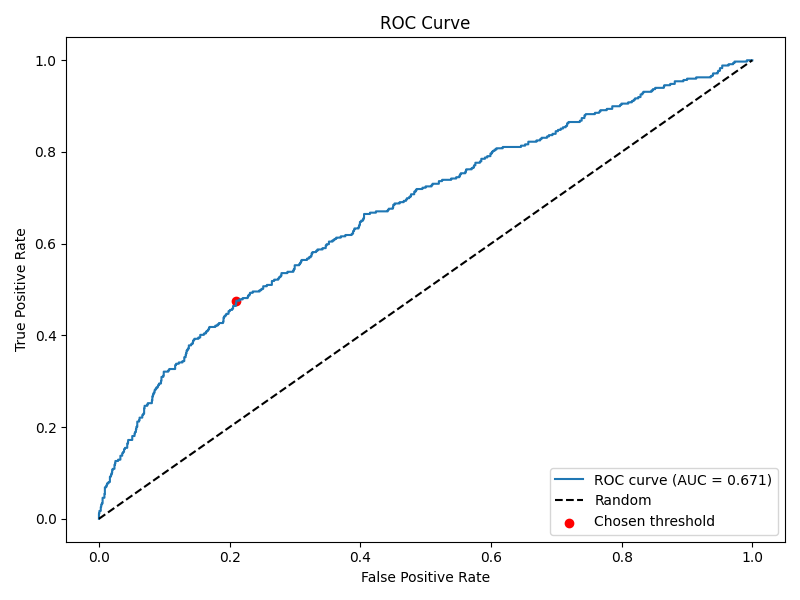 ROC Curve
1.0
0.8
0.6
0.4
0.2
0.0
True Positive Rate
0.0 0.2 0.4 0.6 0.8 1.0
False Positive Rate
ROC curve (AUC = 0.671)
Random
Chosen threshold